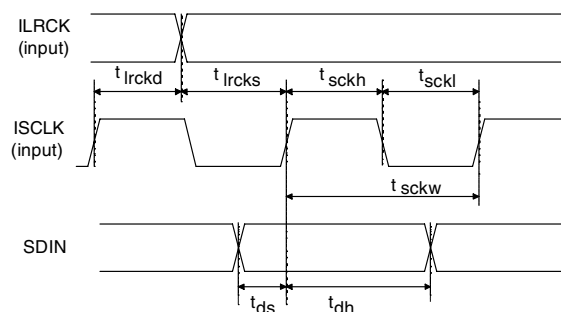 ILRCK
(input)
t lrckd
t lrcks
t sckh
t sckl
ISCLK
(input)
t sckw
SDIN
t ds
t dh